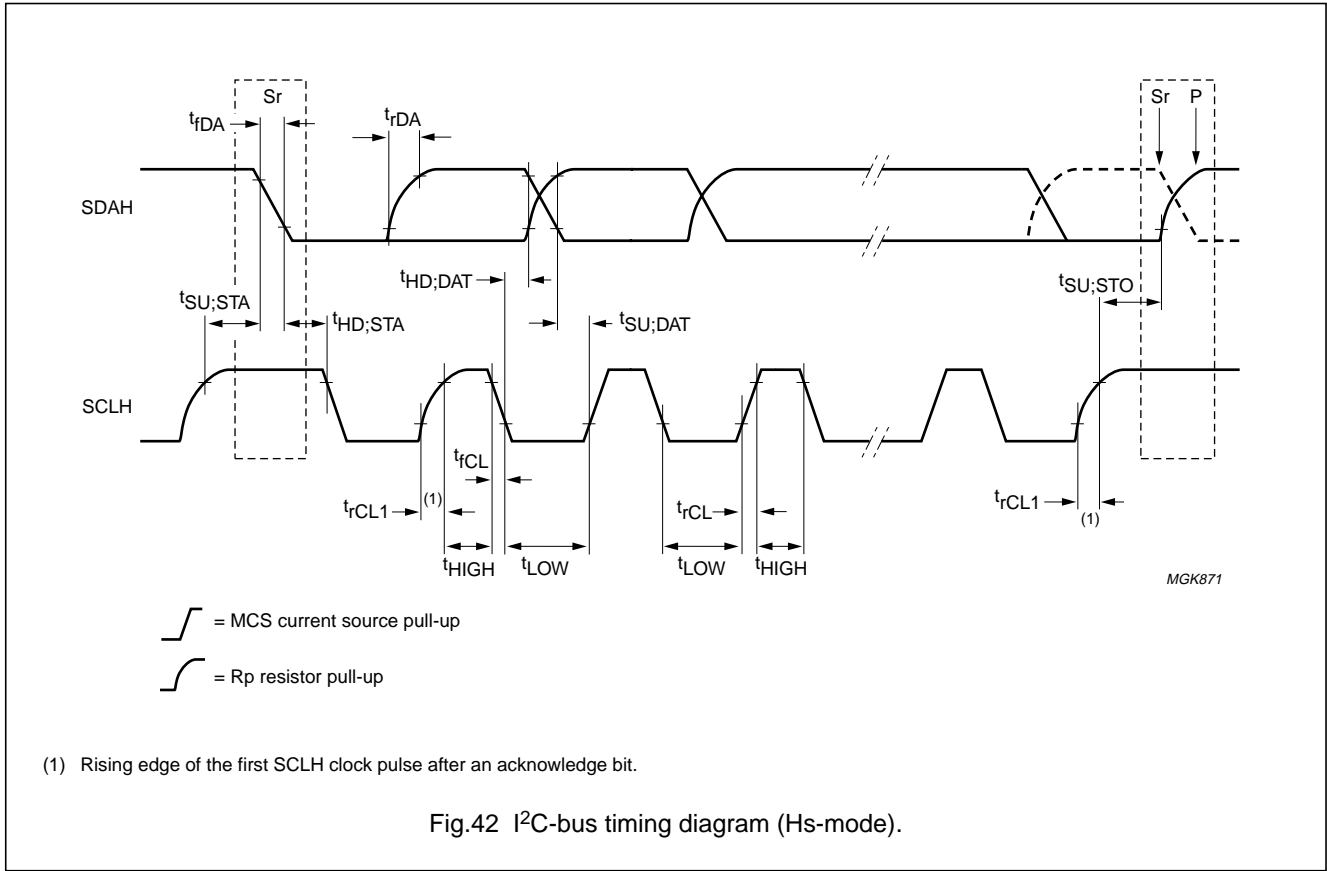 Sr
Sr P
tfDA
trDA
SDAH
tHD;DAT
tSU;STA
tHD;STA
tSU;DAT
tSU;STO
SCLH
tfCL
trCL1
(1)
trCL
trCL1
(1)
tHIGH
tLOW
tLOW
tHIGH
MGK871
= MCS current source pull-up
= Rp resistor pull-up
(1) Rising edge of the first SCLH clock pulse after an acknowledge bit.
Fig.42 I²C-bus timing diagram (Hs-mode).